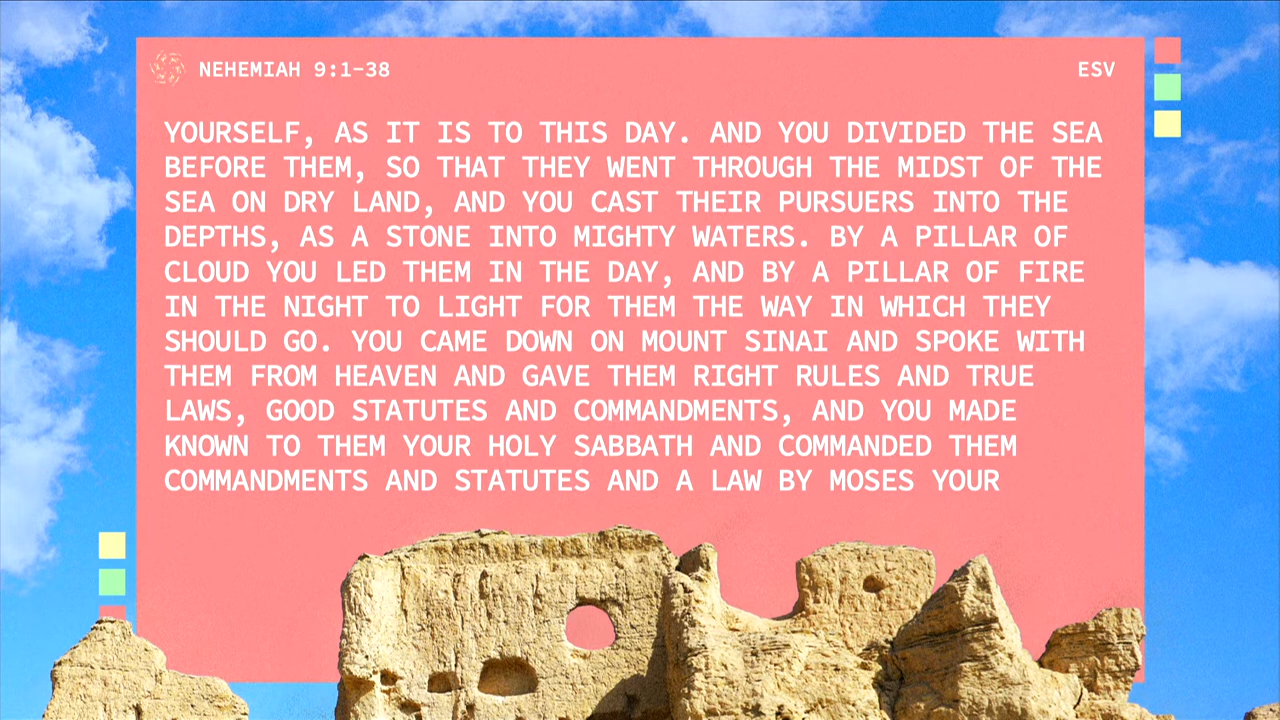 NEHEMIAH 9:1-38
ESV
YOURSELF, AS IT IS TO THIS DAY. AND YOU DIVIDED THE SEA
BEFORE THEM, SO THAT THEY WENT THROUGH THE MIDST OF THE
SEA ON DRY LAND, AND YOU CAST THEIR PURSUERS INTO THE
DEPTHS, AS A STONE INTO MIGHTY WATERS. BY A PILLAR OF
CLOUD YOU LED THEM IN THE DAY, AND BY A PILLAR OF FIRE
IN THE NIGHT TO LIGHT FOR THEM THE WAY IN WHICH THEY
SHOULD GO. YOU CAME DOWN ON MOUNT SINAI AND SPOKE WITH
THEM FROM HEAVEN AND GAVE THEM RIGHT RULES AND TRUE
LAWS, GOOD STATUTES AND COMMANDMENTS, AND YOU MADE
KNOWN TO THEM YOUR HOLY SABBATH AND COMMANDED THEM
COMMANDMENTS AND STATUTES AND A LAW BY MOSES YOUR